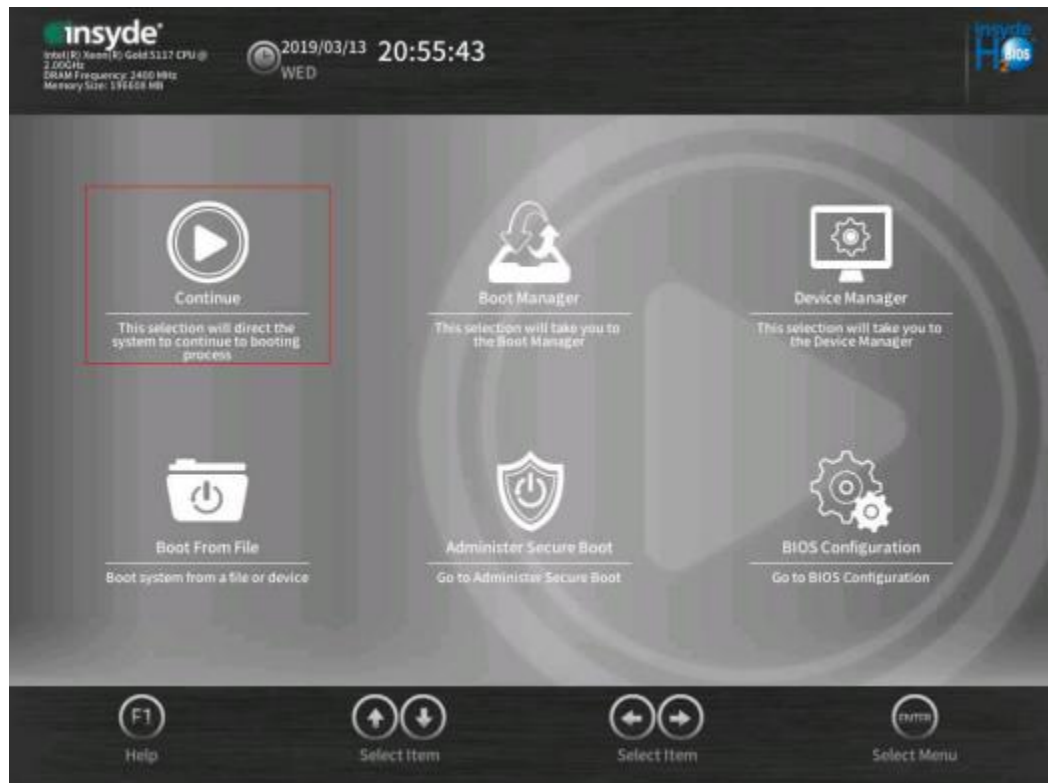 insyde
Intel(R) Xeon(R) Gold 5117 CPU @
2.00GHz
DRAM Frequency: 2400 MHz
Memory Size: 196608 MB
2019/03/13 20:55:43
WED
insyde
H2O BIOS
Continue
This selection will direct the
system to continue to booting
process
Boot Manager
This selection will take you to
the Boot Manager
Device Manager
This selection will take you to
the Device Manager
Boot From File
Boot system from a file or device
Administer Secure Boot
Go to Administer Secure Boot
BIOS Configuration
Go to BIOS Configuration
F1
Help
Select Item
Select Item
ENTER
Select Menu